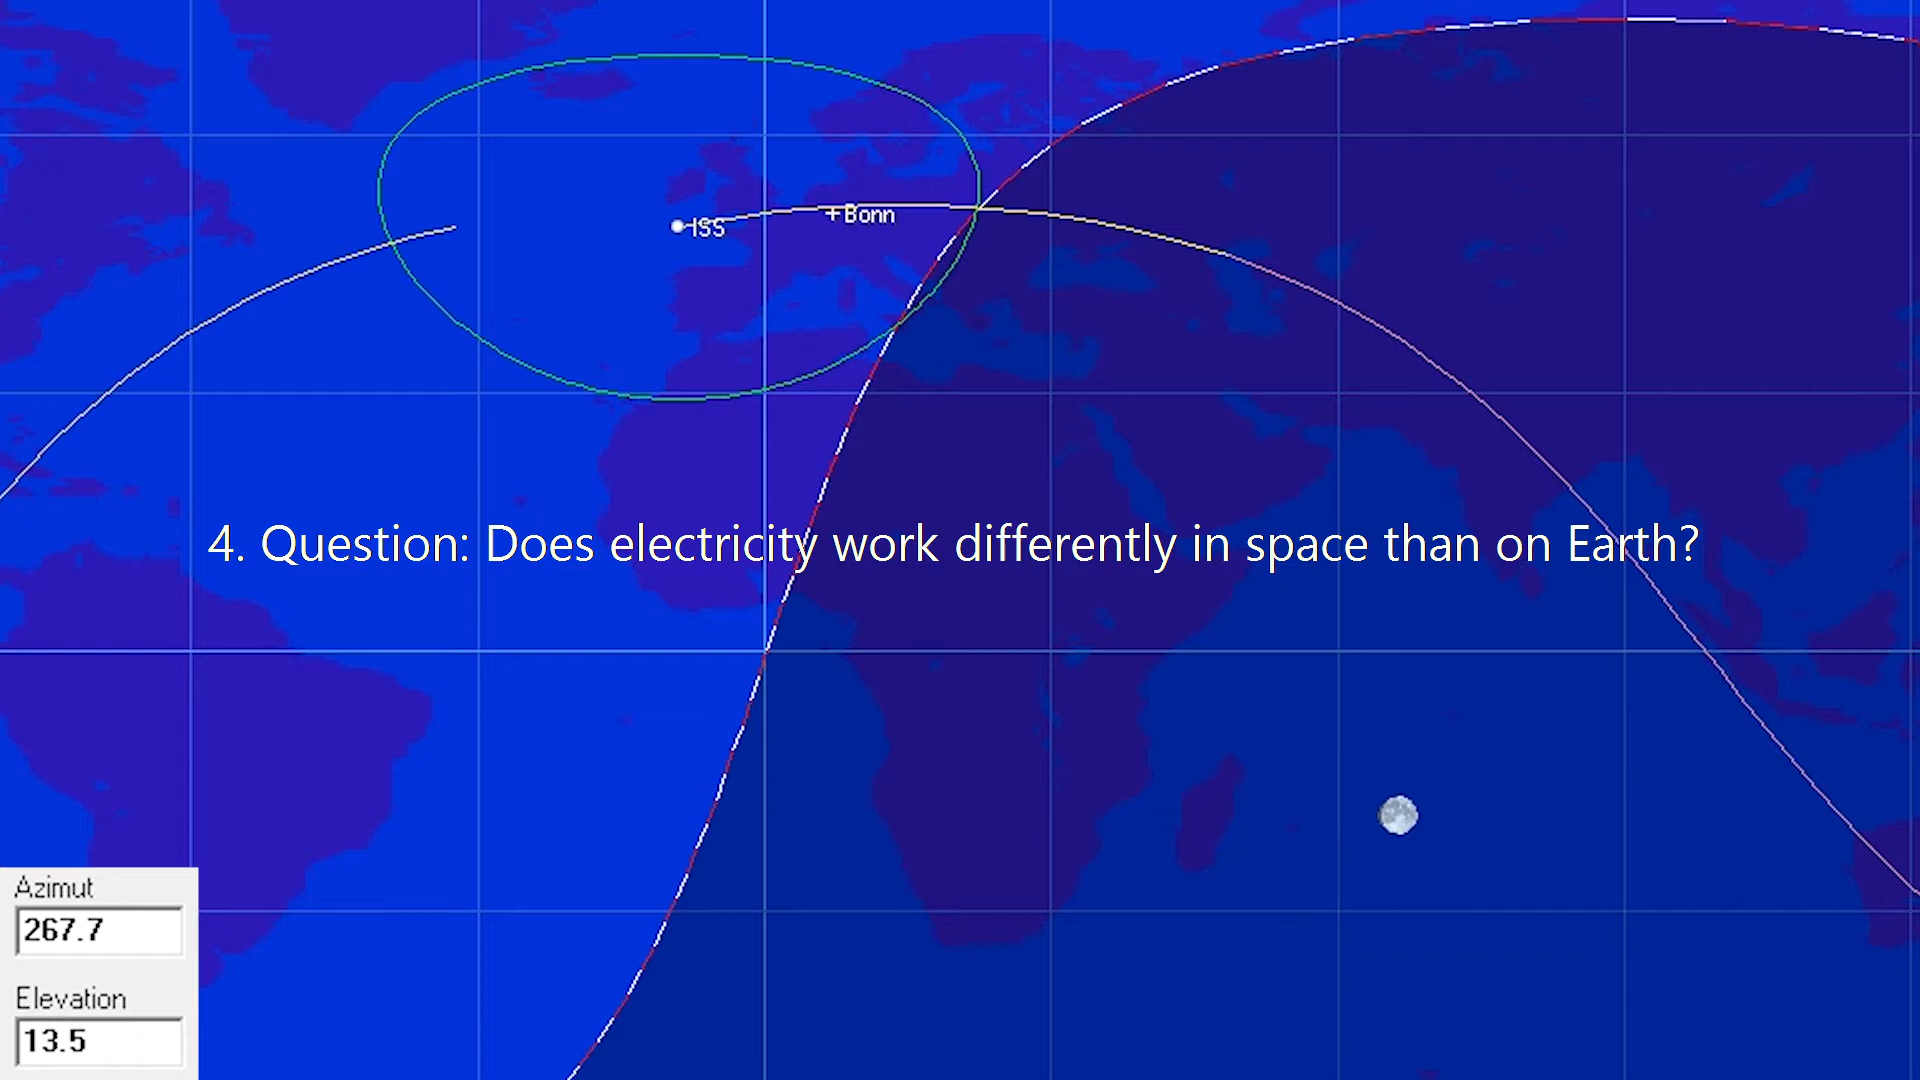 ISS
+Bonn
4. Question: Does electricity work differently in space than on Earth?
Azimut
267.7
Elevation
13.5